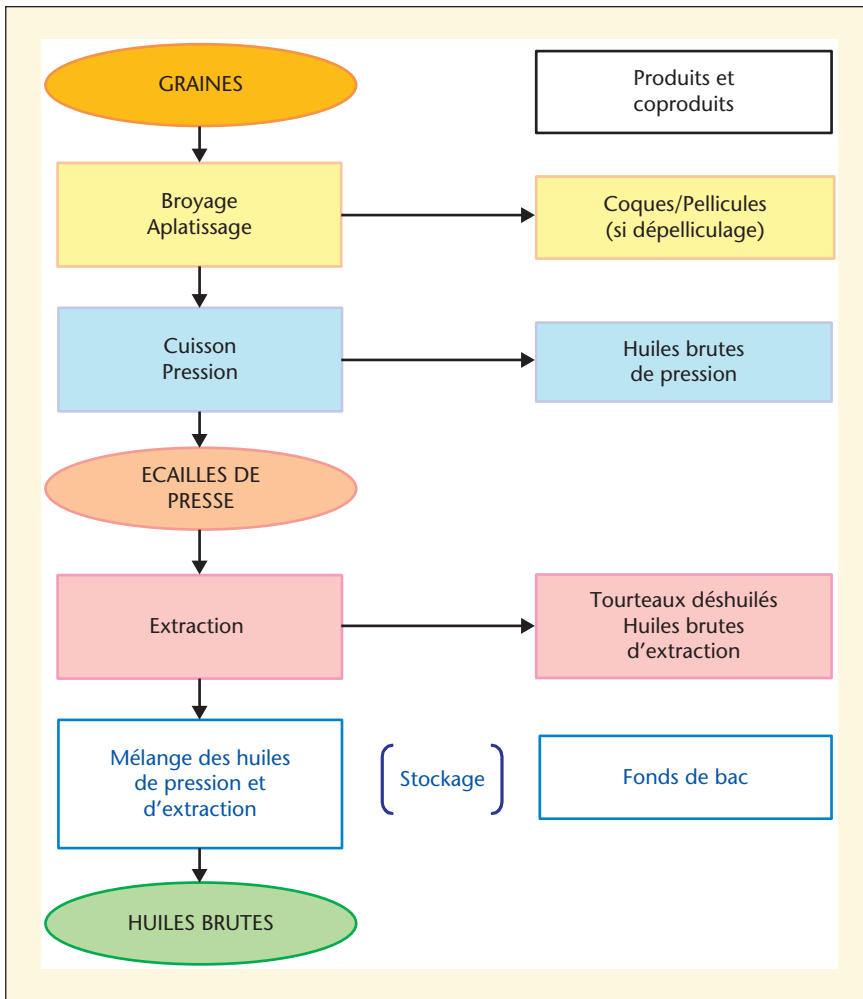 GRAINES
Produits et
coproduits
Broyage
Aplatissage
Coques/Pellicules
(si dépelliculage)
Cuisson
Pression
Huiles brutes
de pression
ECAILLES DE
PRESSE
Extraction
Tourteaux déshuilés
Huiles brutes
d'extraction
Mélange des huiles
de pression et
d'extraction
Stockage
Fonds de bac
HUILES BRUTES